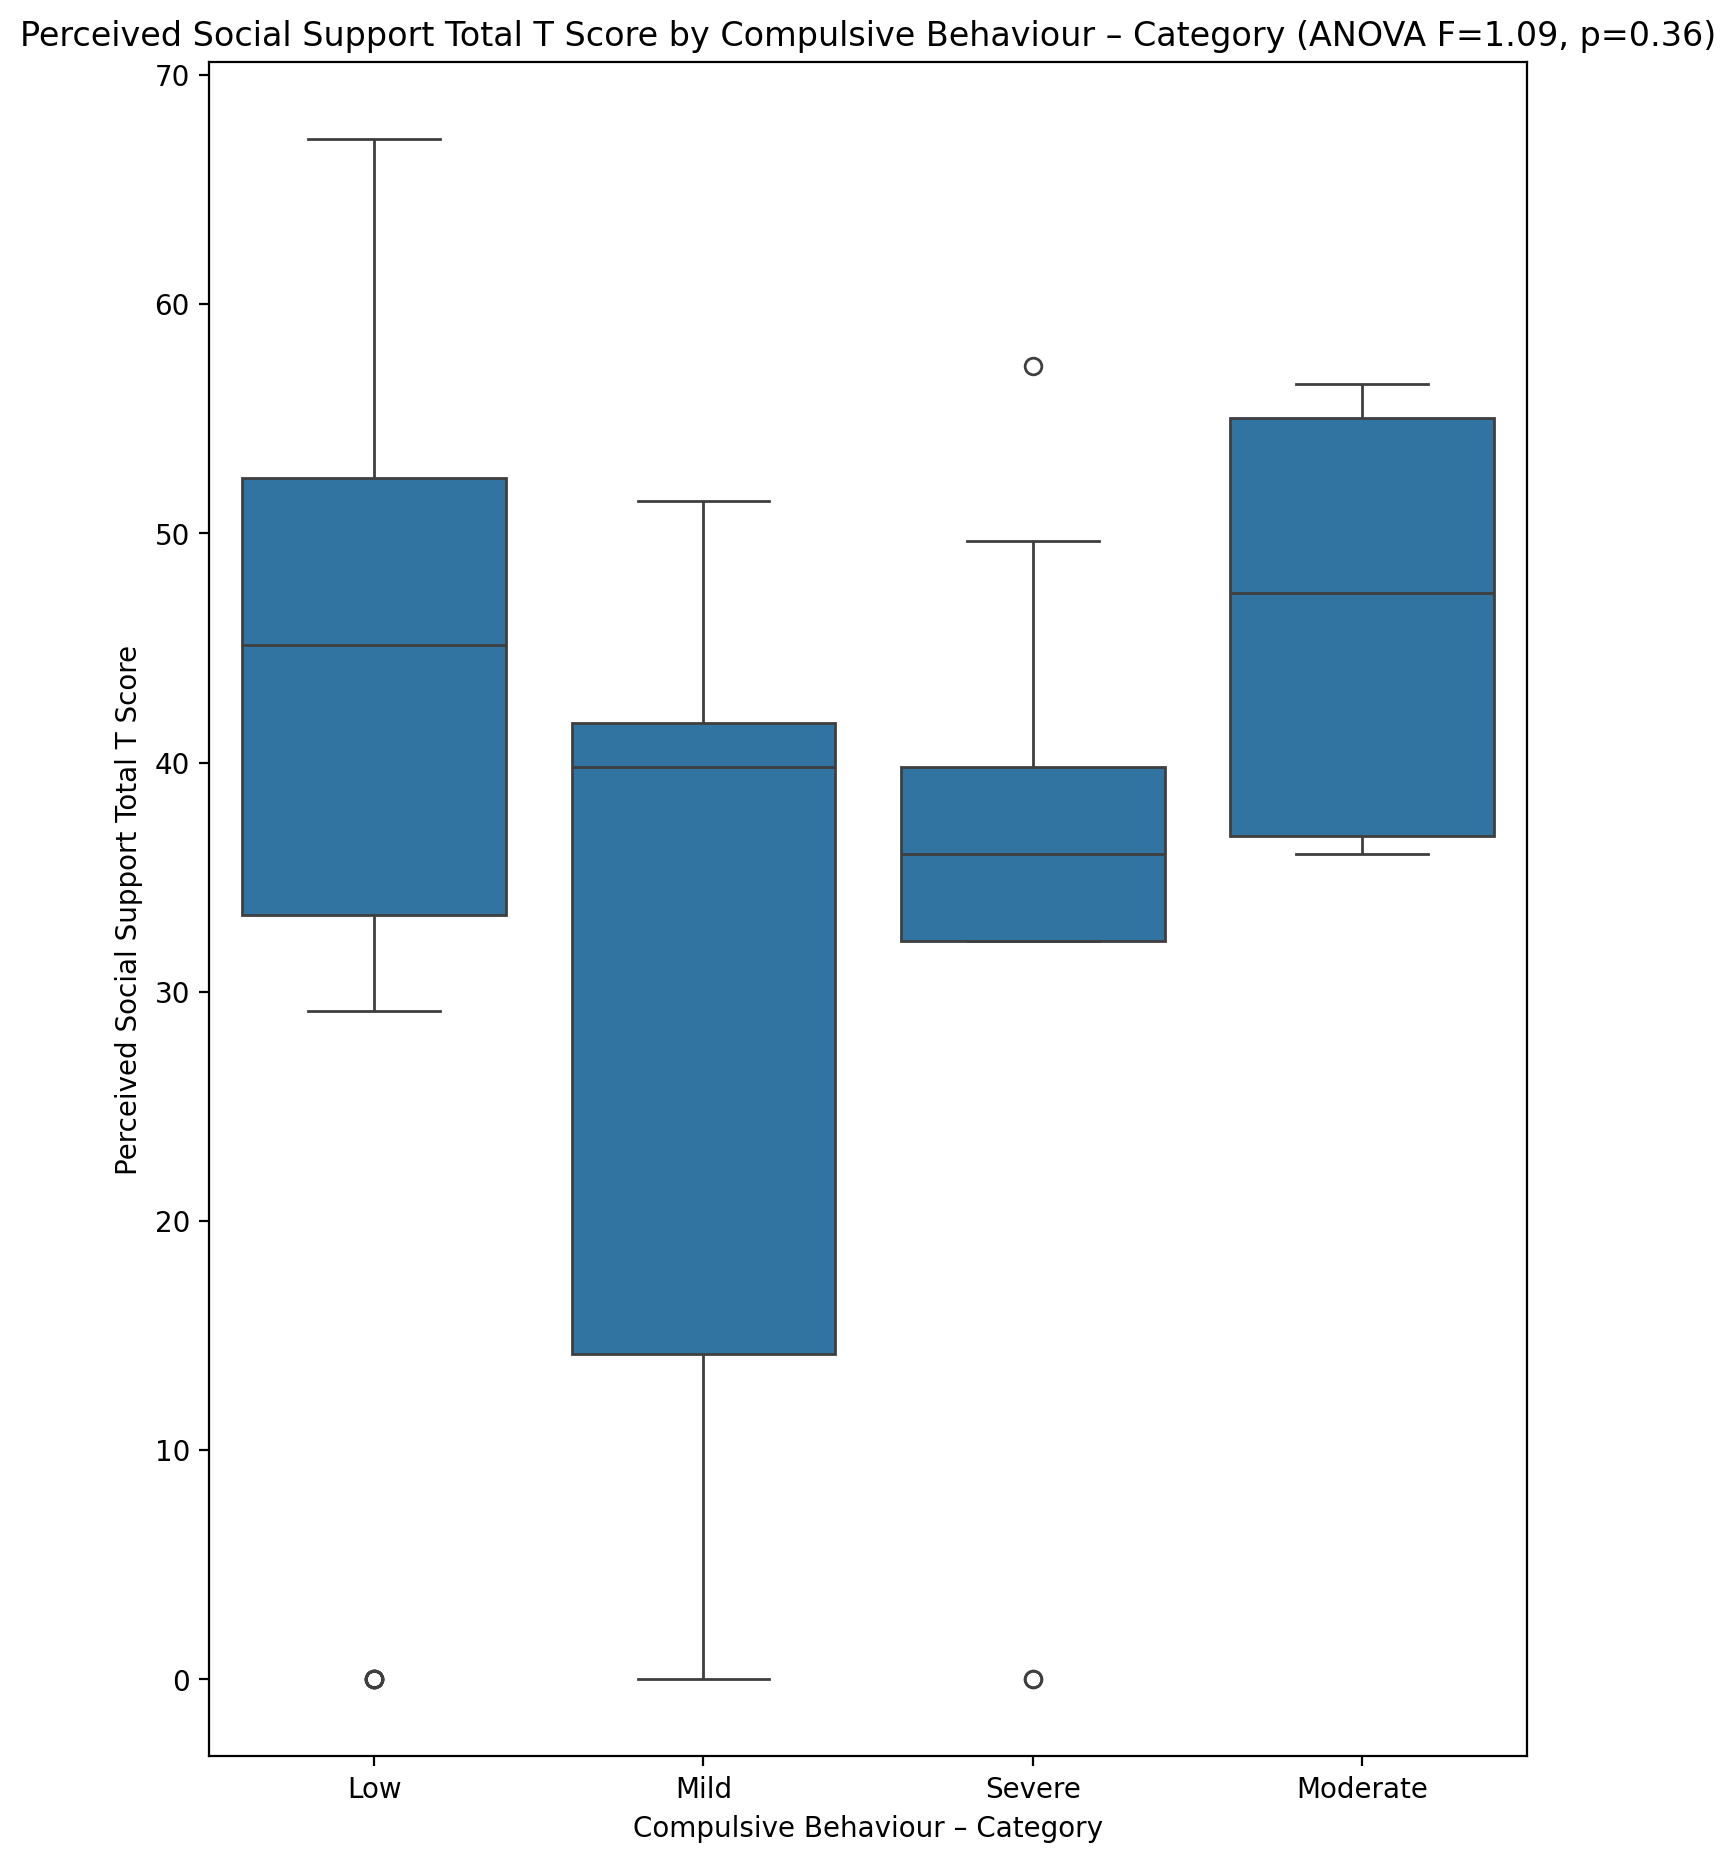 Perceived Social Support Total T Score by Compulsive Behaviour – Category (ANOVA F=1.09, p=0.36)
Perceived Social Support Total T Score
70
60
50
40
30
20
10
0
Low
Mild
Severe
Moderate
Compulsive Behaviour – Category